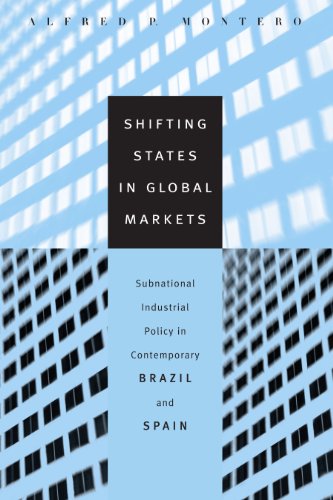 ALFRED P. MONTERO
SHIFTING
STATES
IN GLOBAL
MARKETS
Subnational
Industrial
Policy in
Contemporary
BRAZIL
and
SPAIN